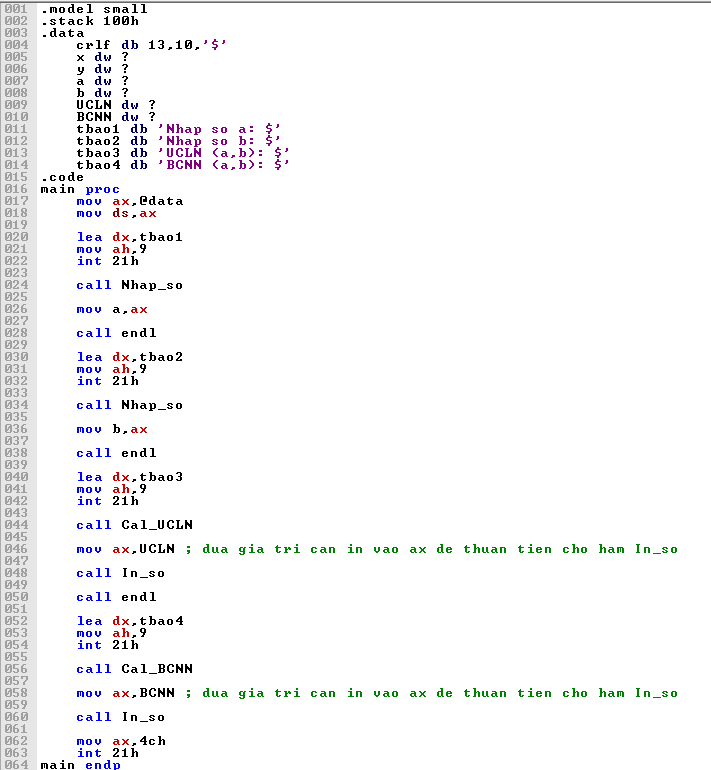 001 .model small
002 .stack 100h
003 .data
004     crlf db 13,10,'$'
005     x dw ?
006     y dw ?
007     a dw ?
008     b dw ?
009     UCLN dw ?
010     BCNN dw ?
011     tbao1 db 'Nhap so a: $'
012     tbao2 db 'Nhap so b: $'
013     tbao3 db 'UCLN (a,b): $'
014     tbao4 db 'BCNN (a,b): $'
015 .code
016 main proc
017     mov ax,@data
018     mov ds,ax
019
020     lea dx,tbao1
021     mov ah,9
022     int 21h
023
024     call Nhap_so
025
026     mov a,ax
027
028     call endl
029
030     lea dx,tbao2
031     mov ah,9
032     int 21h
033
034     call Nhap_so
035
036     mov b,ax
037
038     call endl
039
040     lea dx,tbao3
041     mov ah,9
042     int 21h
043
044     call Cal_UCLN
045
046     mov ax,UCLN ; dua gia tri can in vao ax de thuan tien cho ham In_so
047
048     call In_so
049
050     call endl
051
052     lea dx,tbao4
053     mov ah,9
054     int 21h
055
056     call Cal_BCNN
057
058     mov ax,BCNN ; dua gia tri can in vao ax de thuan tien cho ham In_so
059
060     call In_so
061
062     mov ax,4ch
063     int 21h
064 main endp